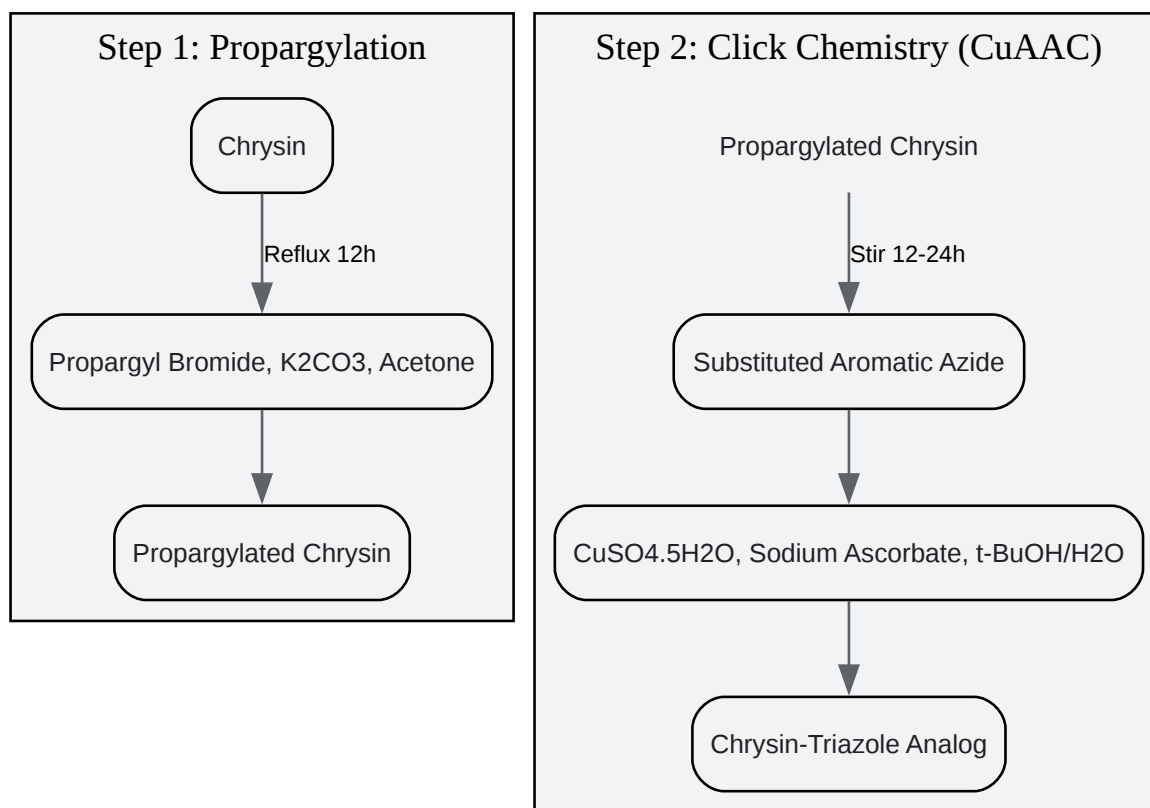 Step 1: Propargylation
Chrysin
Reflux 12h
Propargyl Bromide, K2CO3, Acetone
Propargylated Chrysin
Step 2: Click Chemistry (CuAAC)
Propargylated Chrysin
Stir 12-24h
Substituted Aromatic Azide
CuSO4.5H2O, Sodium Ascorbate, t-BuOH/H2O
Chrysin-Triazole Analog